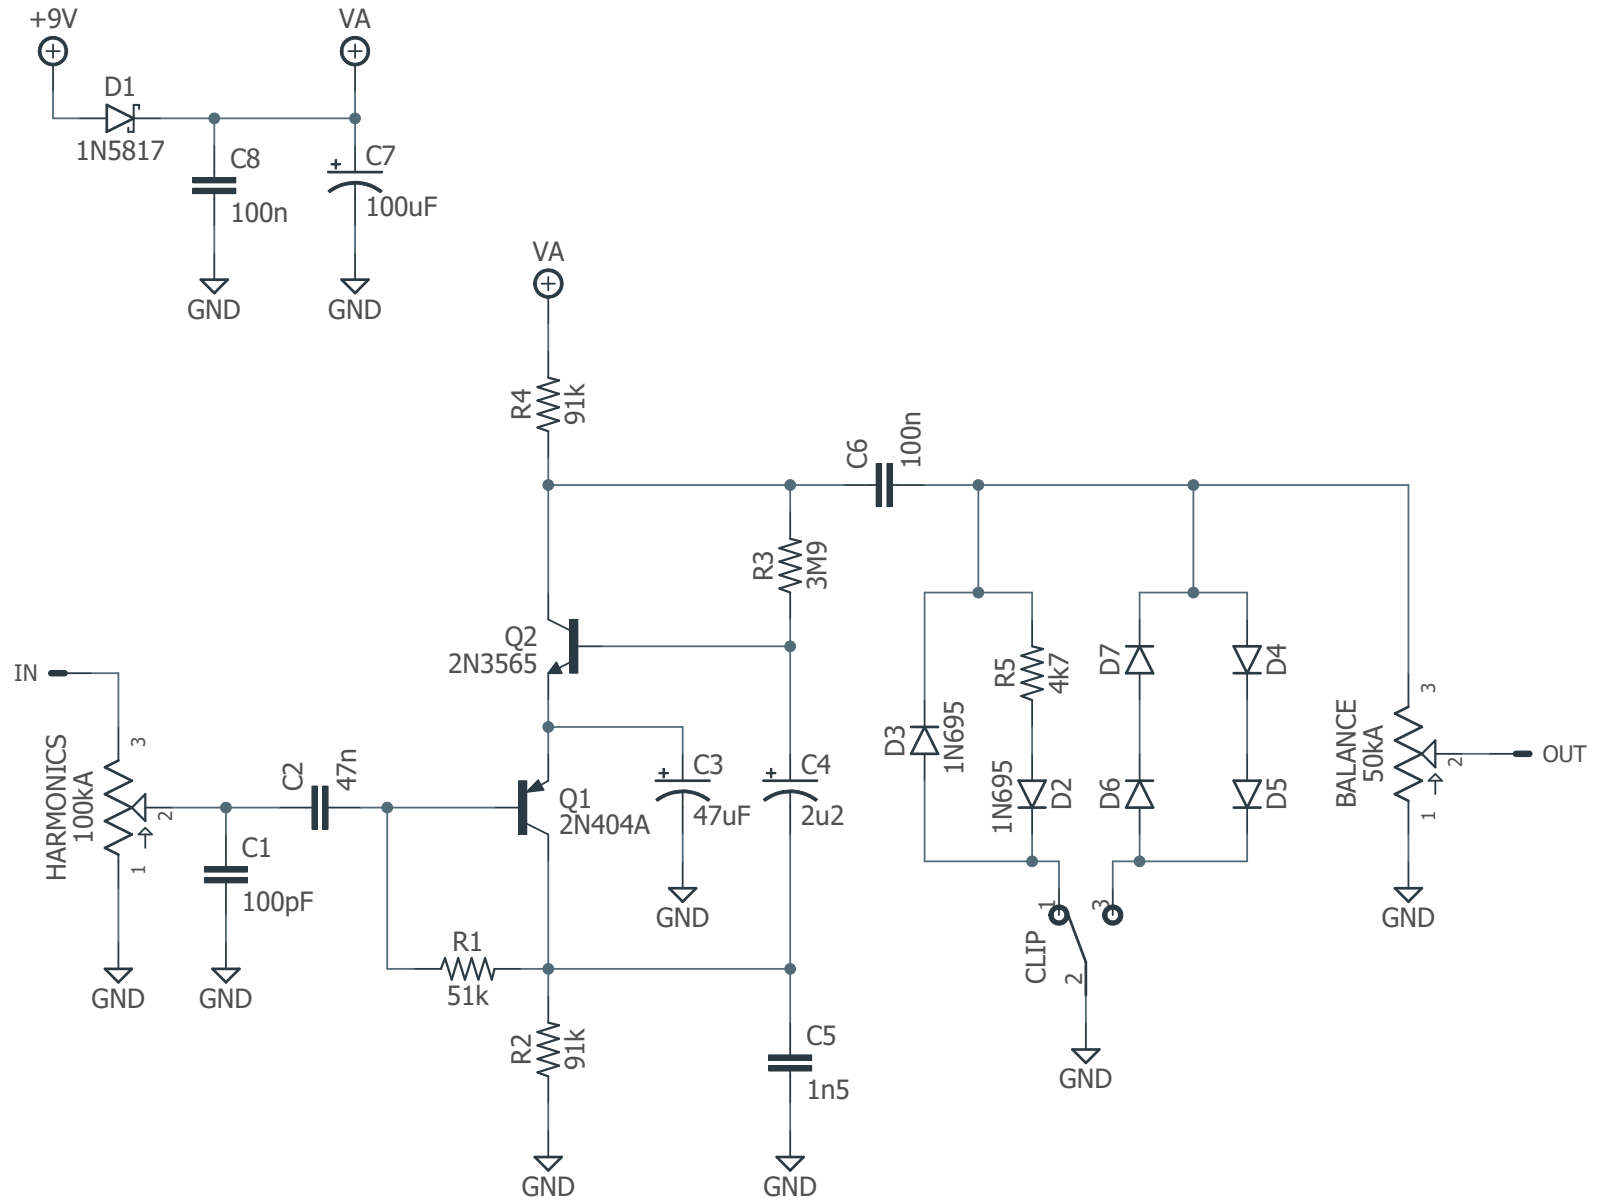 +9V
VA
D1
1N5817
C8
100n
C7
100uF
GND
GND
VA
R4
91k
C6
100n
R3
3M9
Q2
2N3565
IN
HARMONICS
100kA
3
2
1
C2
47n
C1
100pF
GND
GND
Q1
2N404A
C3
47uF
GND
C4
2u2
R1
51k
R2
91k
GND
C5
1n5
GND
D3
1N695
R5
4k7
1N695
D2
D7
D4
D6
D5
CLIP
1
3
2
GND
BALANCE
50kA
3
2
1
OUT
GND